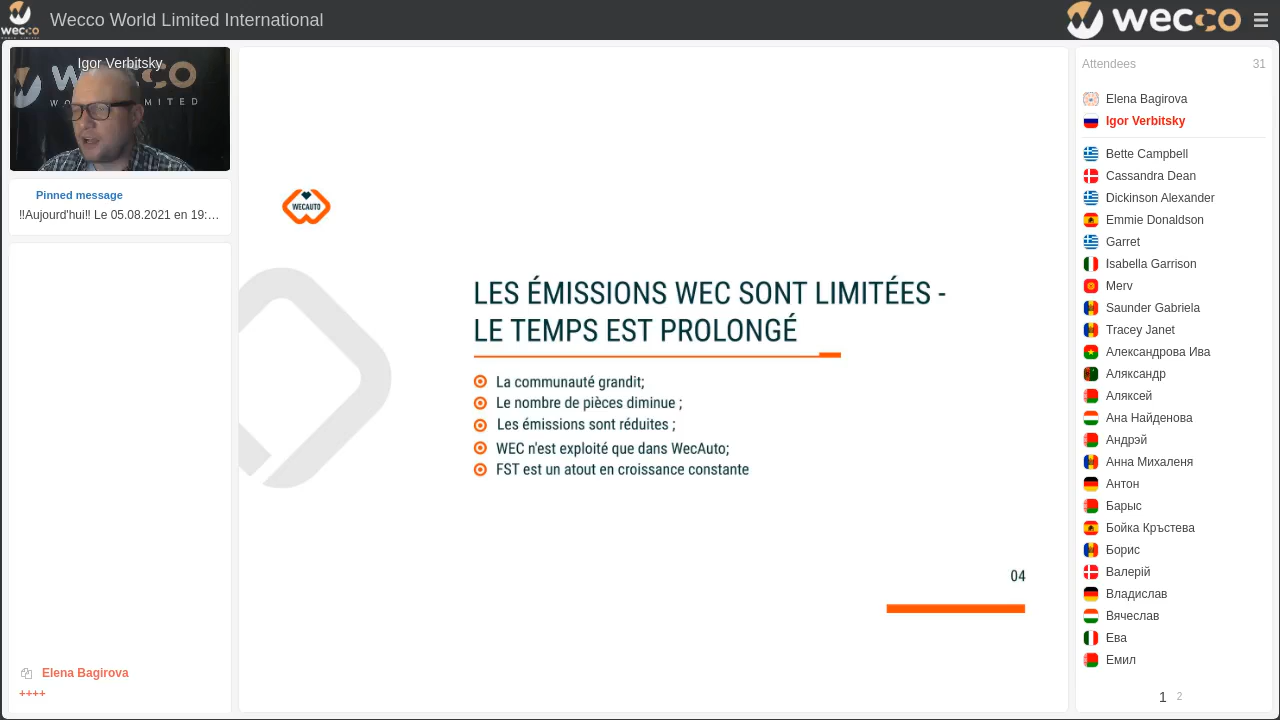 Wecco World Limited International
wecco
wecco
Igor Verbitsky
Pinned message
!!Aujourd'hui!! Le 05.08.2021 en 19:…
Elena Bagirova
++++
WECAUTO
LES ÉMISSIONS WEC SONT LIMITÉES -
LE TEMPS EST PROLONGÉ
La communauté grandit;
Le nombre de pièces diminue ;
Les émissions sont réduites ;
WEC n'est exploité que dans WecAuto;
FST est un atout en croissance constante
04
Attendees 31
Elena Bagirova
Igor Verbitsky
Bette Campbell
Cassandra Dean
Dickinson Alexander
Emmie Donaldson
Garret
Isabella Garrison
Merv
Saunder Gabriela
Tracey Janet
Александрова Ива
Аляксандр
Аляксей
Ана Найденова
Андрэй
Анна Михаленя
Антон
Барыс
Бойка Кръстева
Борис
Валерій
Владислав
Вячеслав
Ева
Емил
1 2